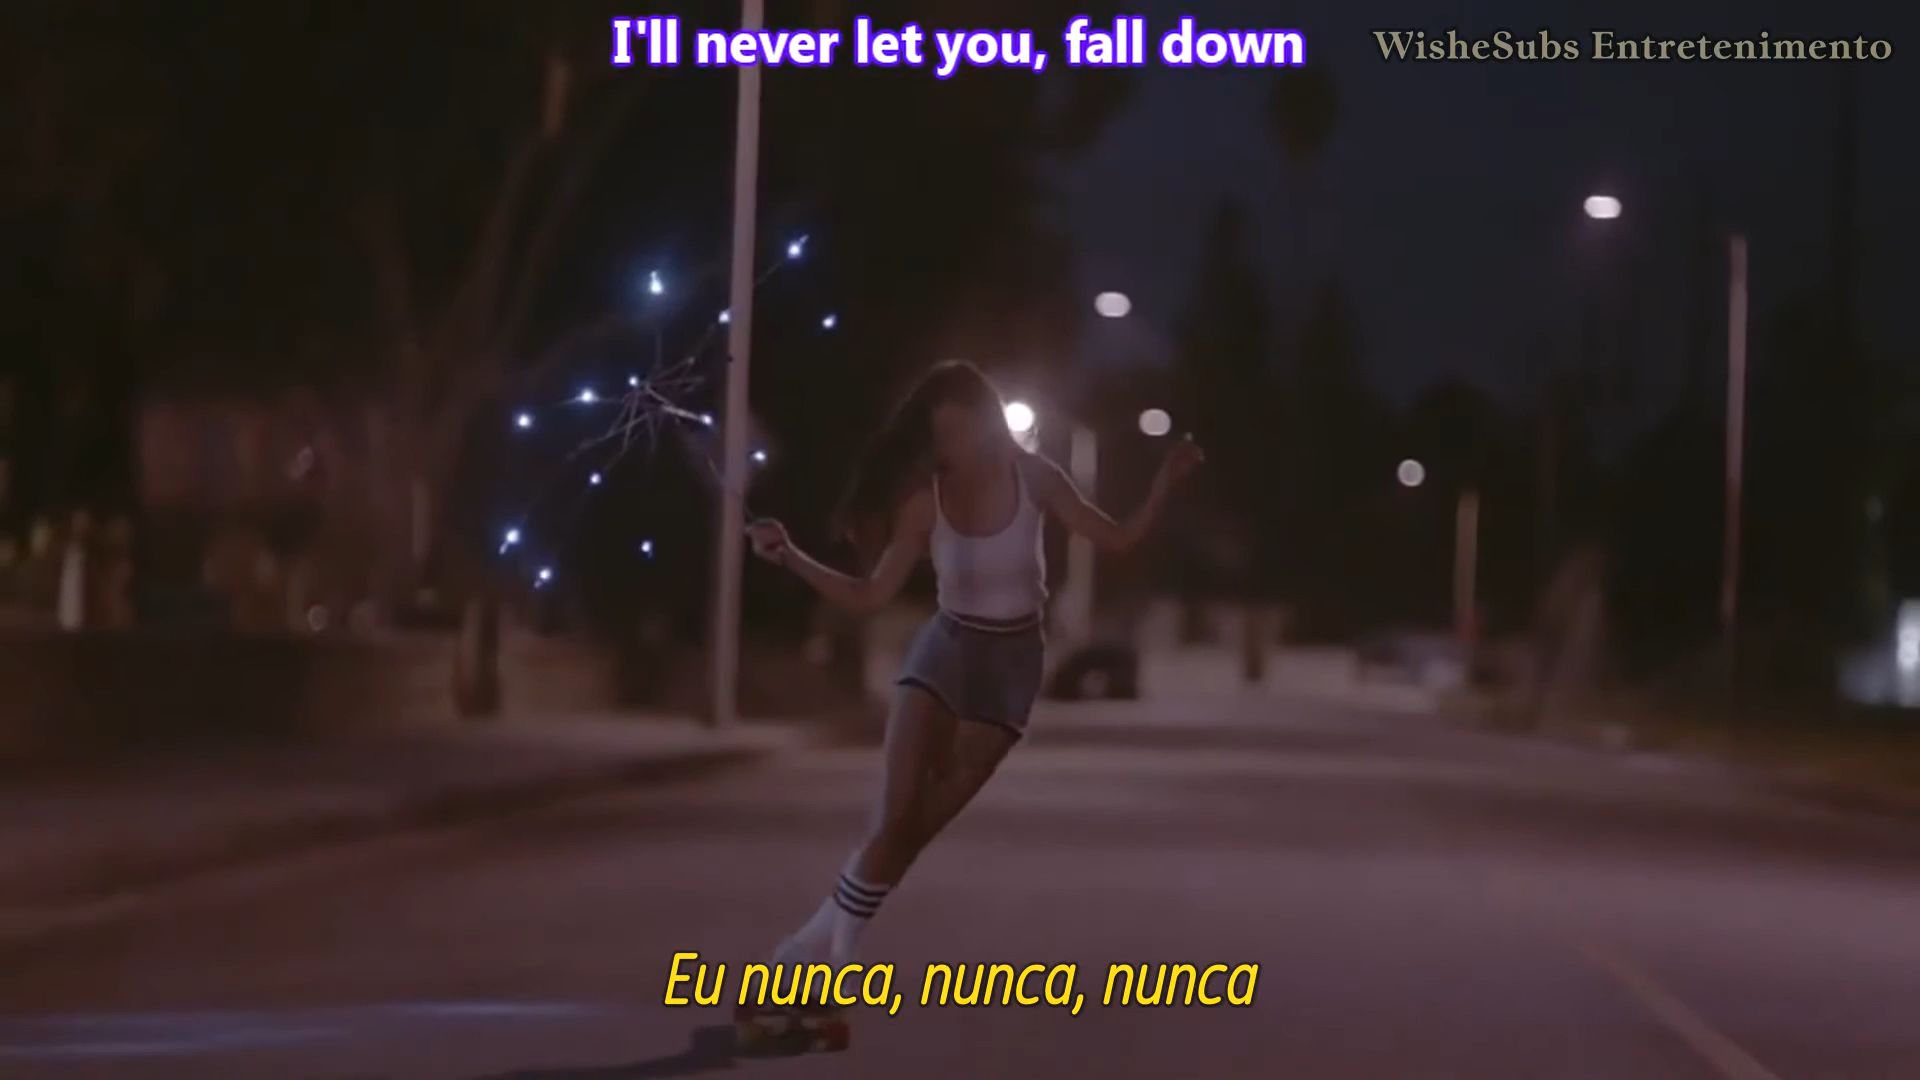 I'll never let you, fall down
WisheSubs Entretenimento
Eu nunca, nunca, nunca